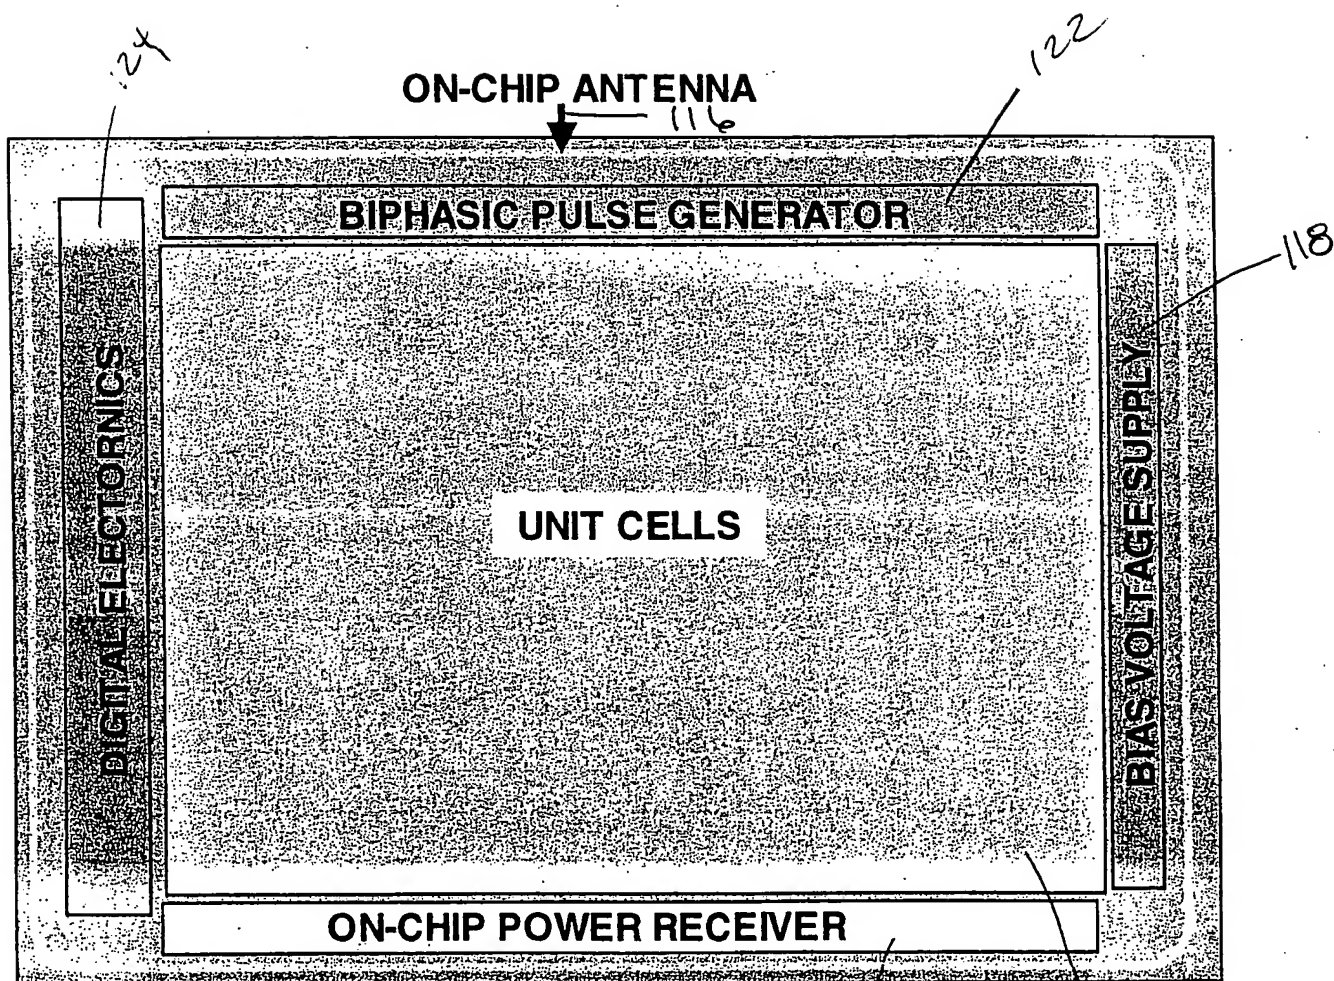 122
ON-CHIP ANTENNA
116
BIPHASIC PULSE GENERATOR
118
DIGITAL ELECTORNICS
UNIT CELLS
BIAS VOLTAGE SUPPLY
ON-CHIP POWER RECEIVER